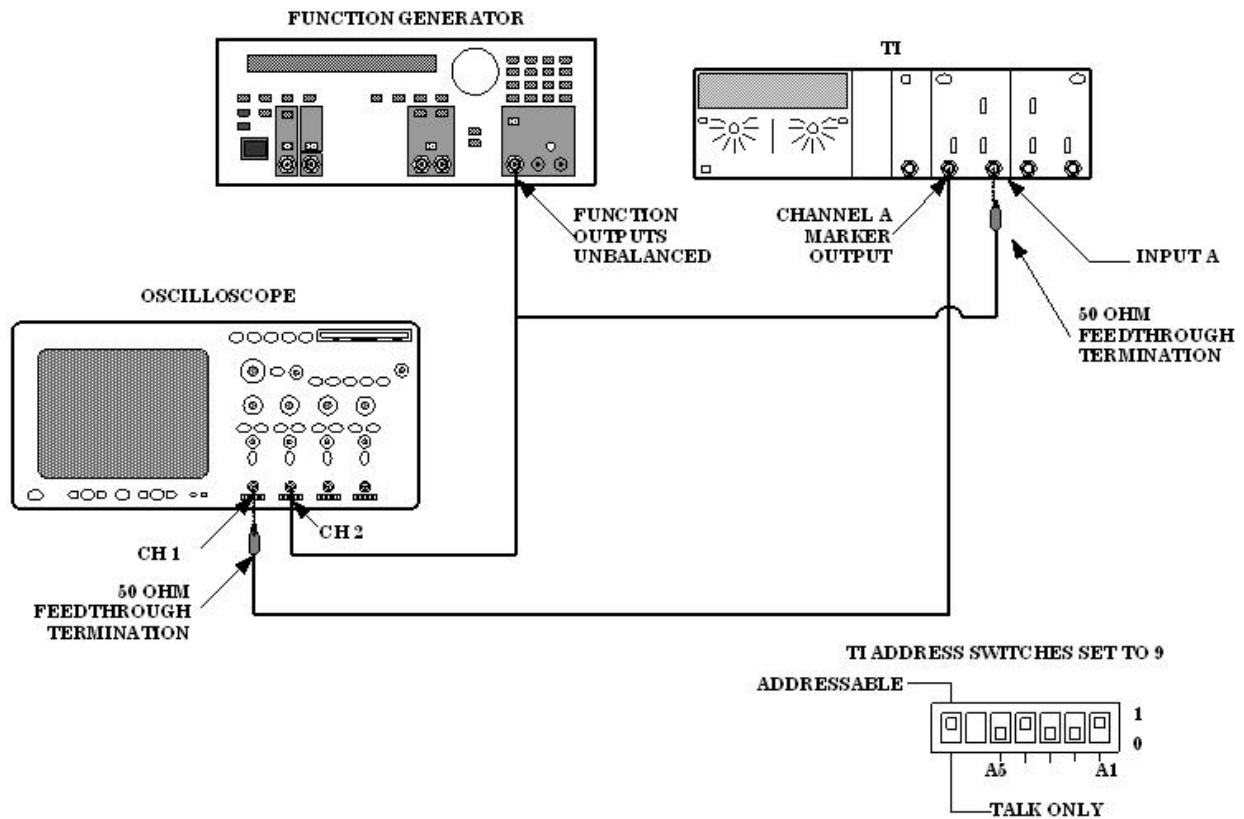 FUNCTION GENERATOR
TI
FUNCTION
OUTPUTS
UNBALANCED
CHANNEL A
MARKER
OUTPUT
INPUT A
50 OHM
FEEDTHROUGH
TERMINATION
OSCILLOSCOPE
CH 1
CH 2
50 OHM
FEEDTHROUGH
TERMINATION
TI ADDRESS SWITCHES SET TO 9
ADDRESSABLE
1
0
A5
A1
TALK ONLY